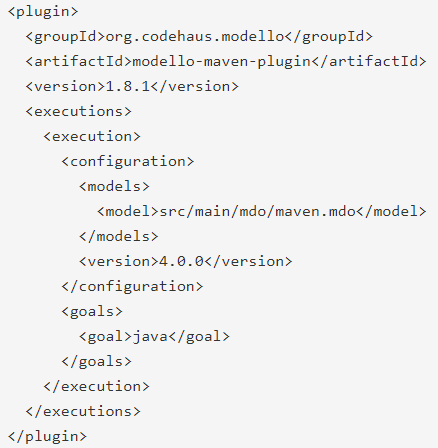 <plugin>
  <groupId>org.codehaus.modello</groupId>
  <artifactId>modello-maven-plugin</artifactId>
  <version>1.8.1</version>
  <executions>
    <execution>
      <configuration>
        <models>
          <model>src/main/mdo/maven.mdo</model>
        </models>
        <version>4.0.0</version>
      </configuration>
      <goals>
        <goal>java</goal>
      </goals>
    </execution>
  </executions>
</plugin>